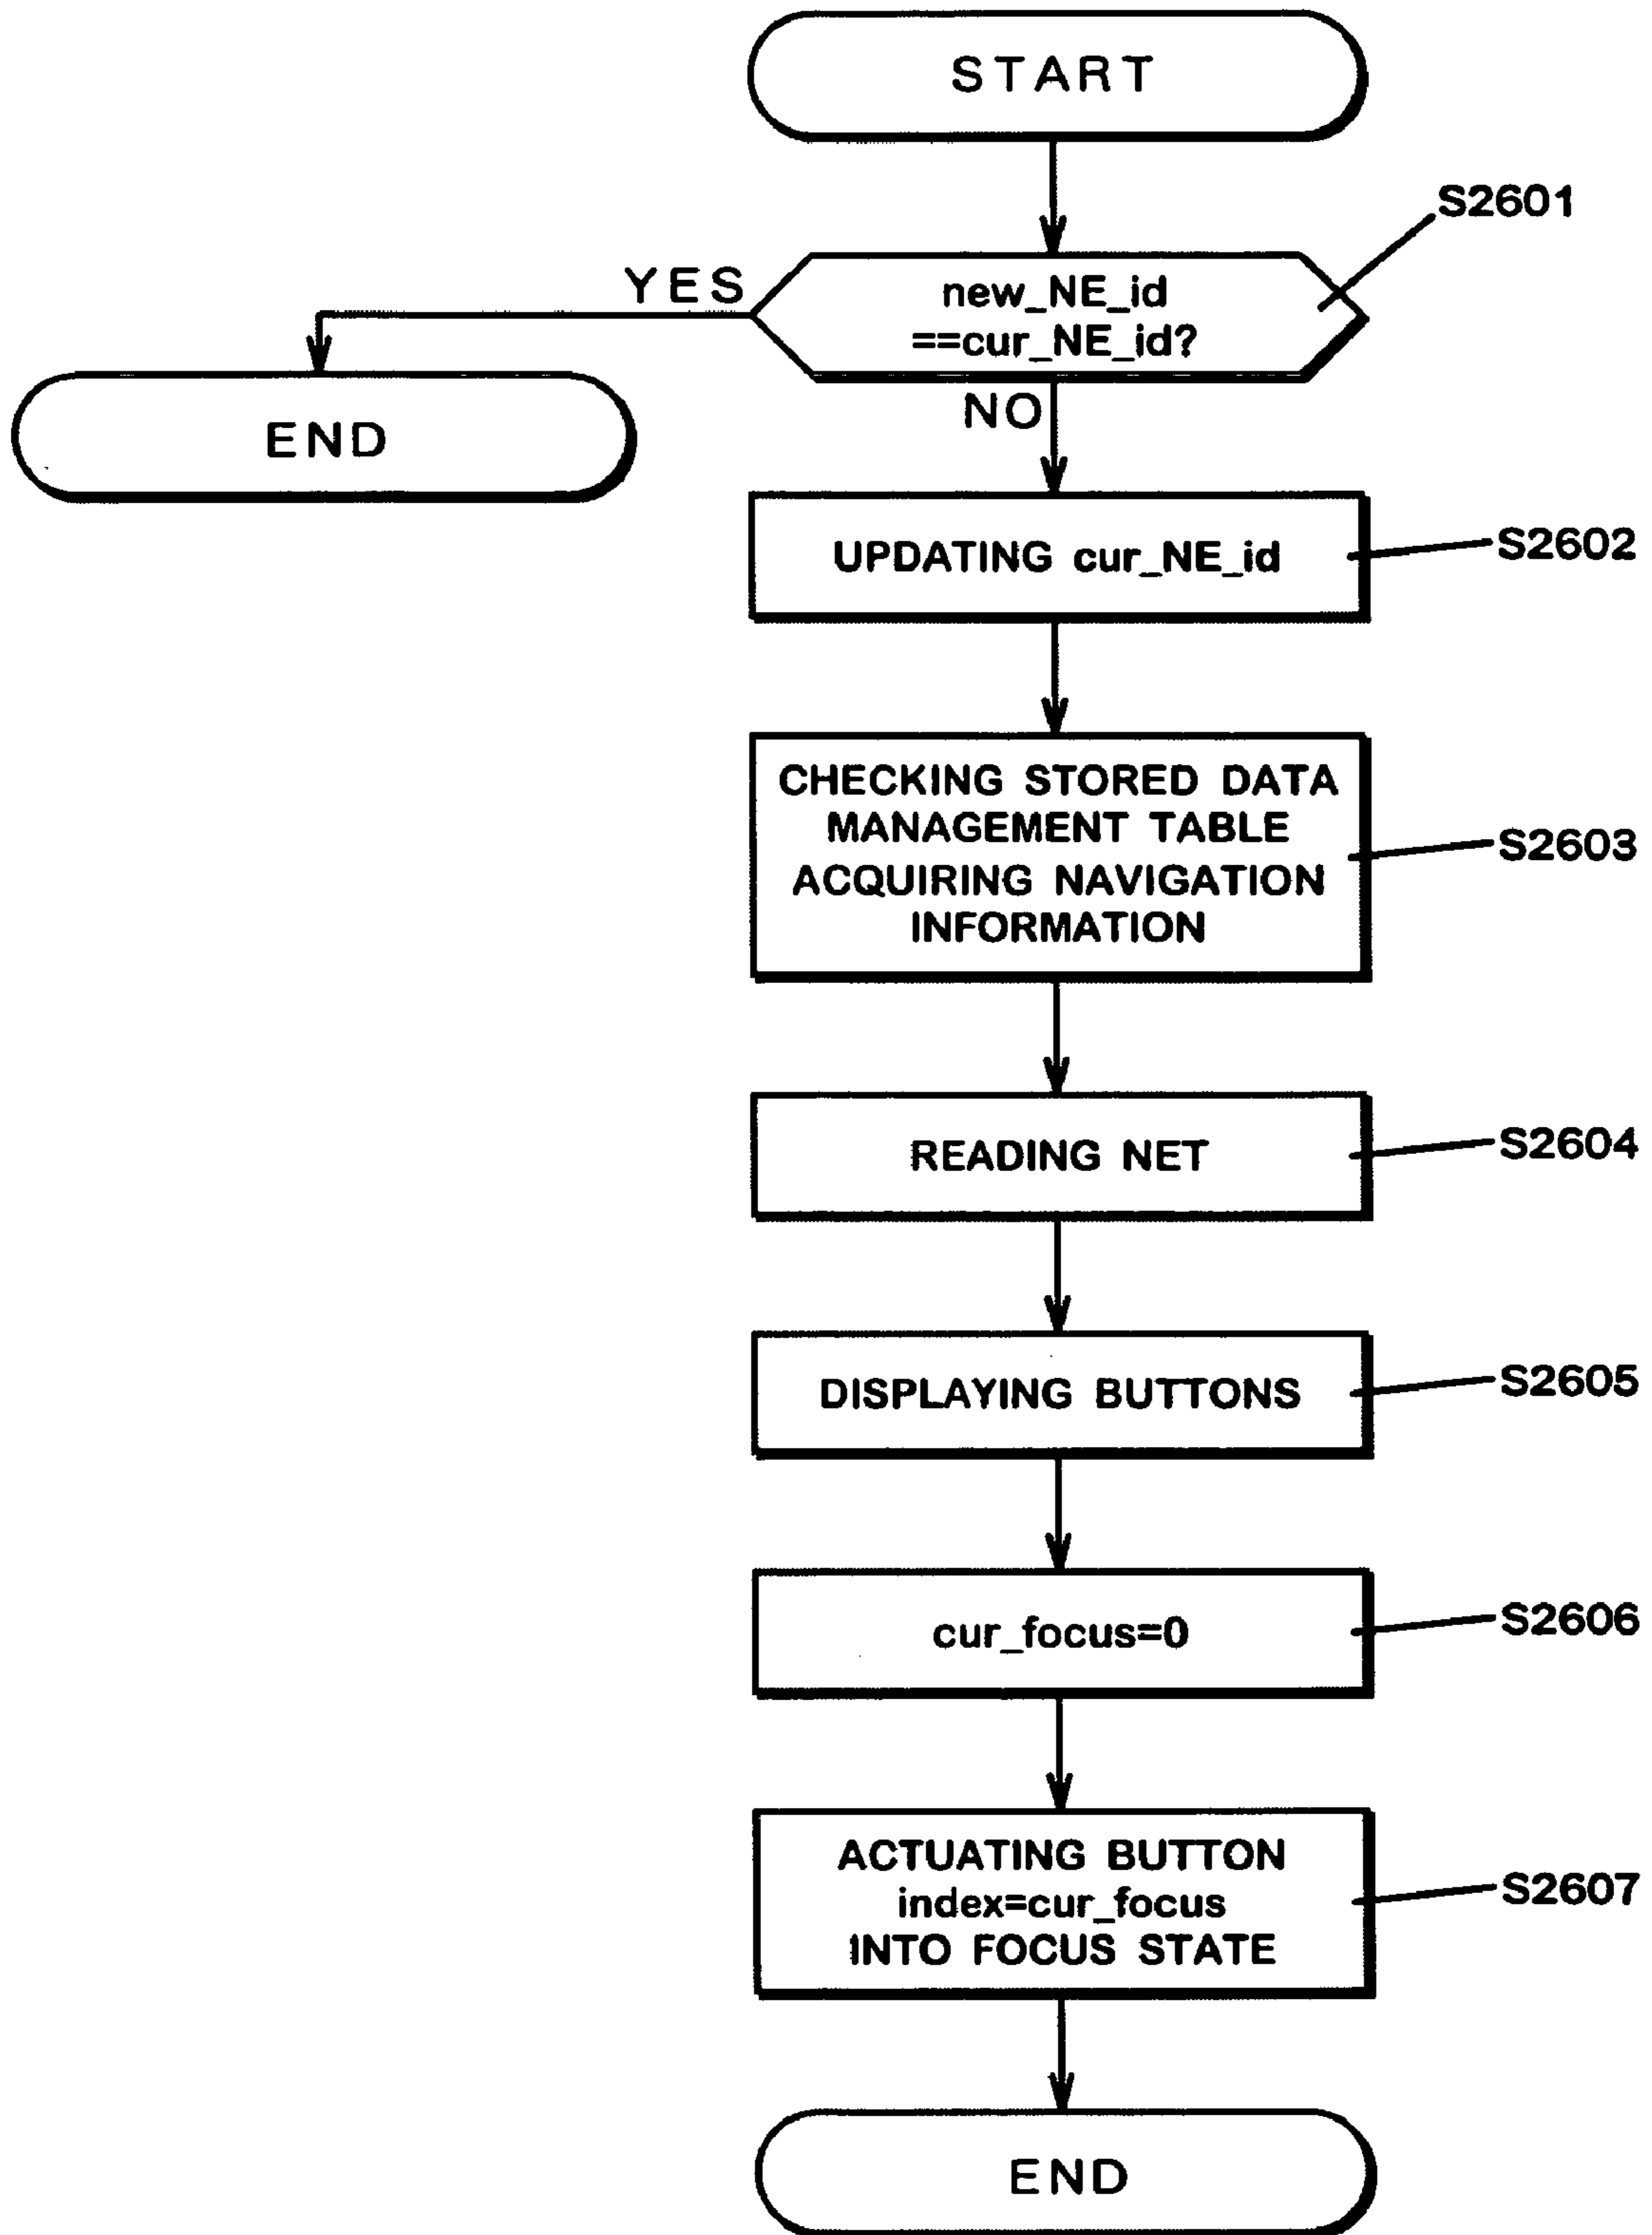 START
S2601
YES
new_NE_id
==cur_NE_id?
END
NO
UPDATING cur_NE_id
S2602
CHECKING STORED DATA
MANAGEMENT TABLE
ACQUIRING NAVIGATION
INFORMATION
S2603
READING NET
S2604
DISPLAYING BUTTONS
S2605
cur_focus=0
S2606
ACTUATING BUTTON
index=cur_focus
INTO FOCUS STATE
S2607
END